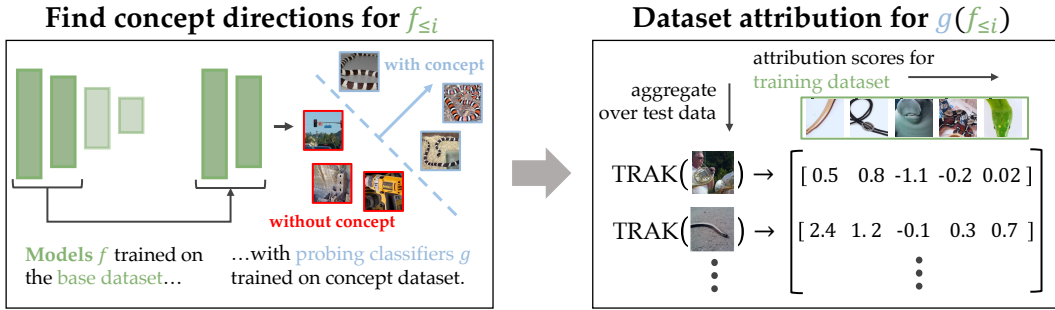 Find concept directions for f≤i
with concept
without concept
Models f trained on
the base dataset…
…with probing classifiers g
trained on concept dataset.
Dataset attribution for g(f≤i)
attribution scores for
training dataset
aggregate
over test data
TRAK( ) → [ 0.5 0.8 -1.1 -0.2 0.02 ]
TRAK( ) → [ 2.4 1.2 -0.1 0.3 0.7 ]